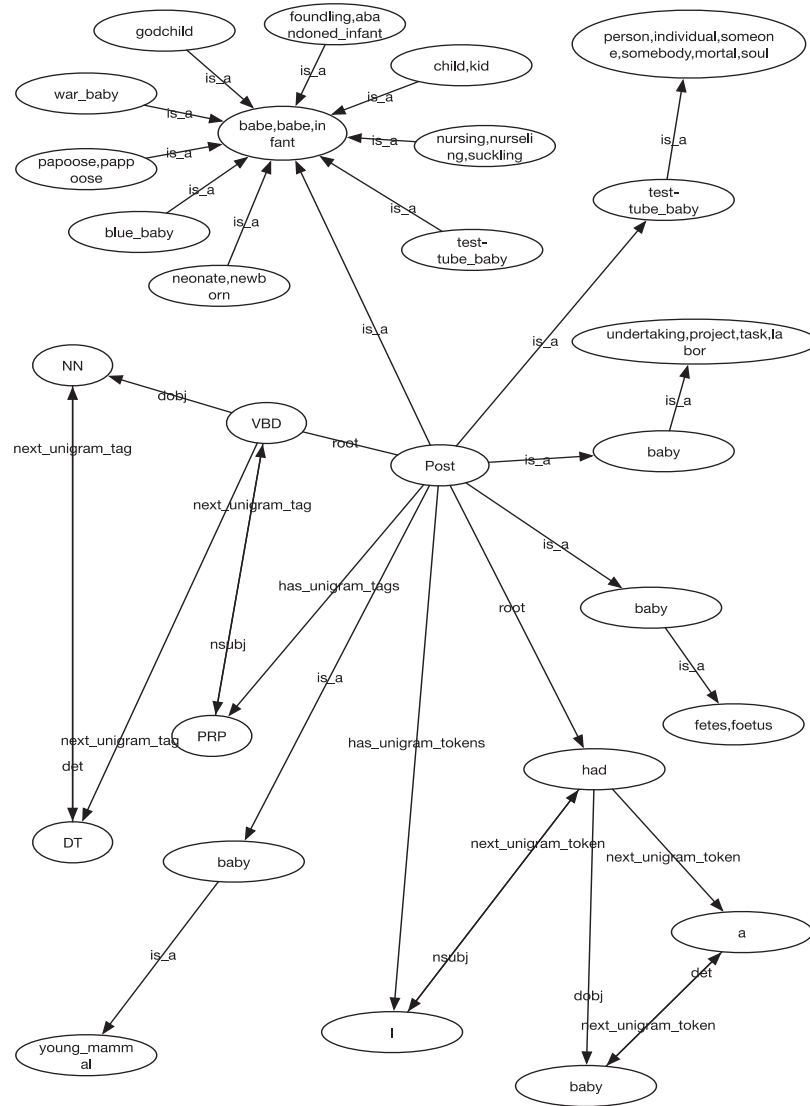 foundling,aba
ndoned_infant
godchild
person,individual,someon
e,somebody,mortal,soul
is_a
is_a
child,kid
is_a
war_baby
is_a
babe,babe,in
fant
is_a
nursing,nurseli
ng,suckling
is_a
papoose,papp
oose
is_a
test-
tube_baby
is_a
is_a
blue_baby
is_a
test-
tube_baby
neonate,newb
orn
is_a
is_a
undertaking,project,task,la
bor
NN
dobj
VBD
root
is_a
next_unigram_tag
Post
is_a
baby
next_unigram_tag
is_a
has_unigram_tags
root
baby
nsubj
is_a
is_a
next_unigram_tag
PRP
has_unigram_tokens
fetes,foetus
det
had
DT
baby
next_unigram_token
next_unigram_token
a
is_a
nsubj
det
dobj
next_unigram_token
young_mamm
al
I
baby